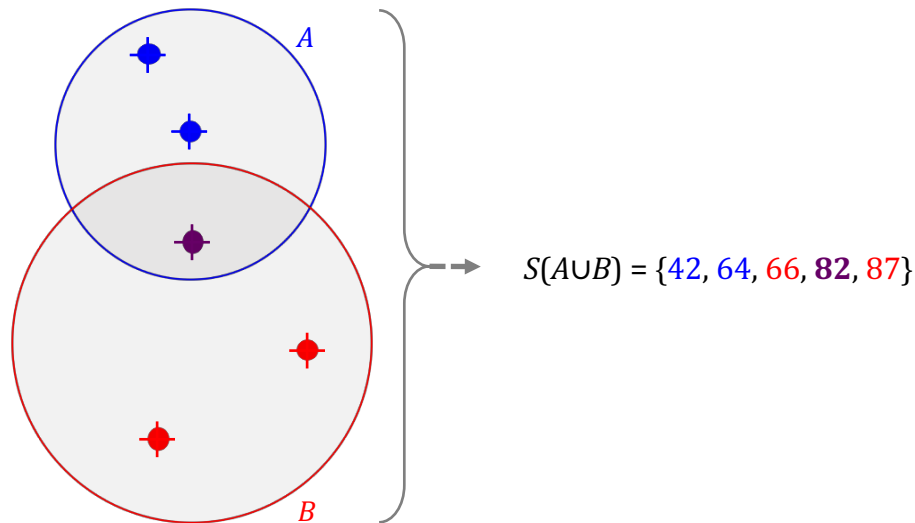 A
S(A∪B) = {42, 64, 66, 82, 87}
B